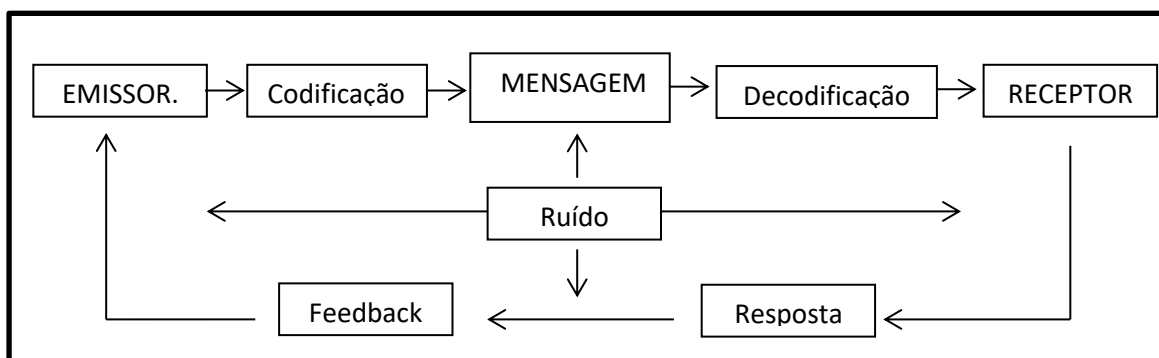 EMISSOR.
Codificação
MENSAGEM
Decodificação
RECEPTOR
Ruído
Feedback
Resposta